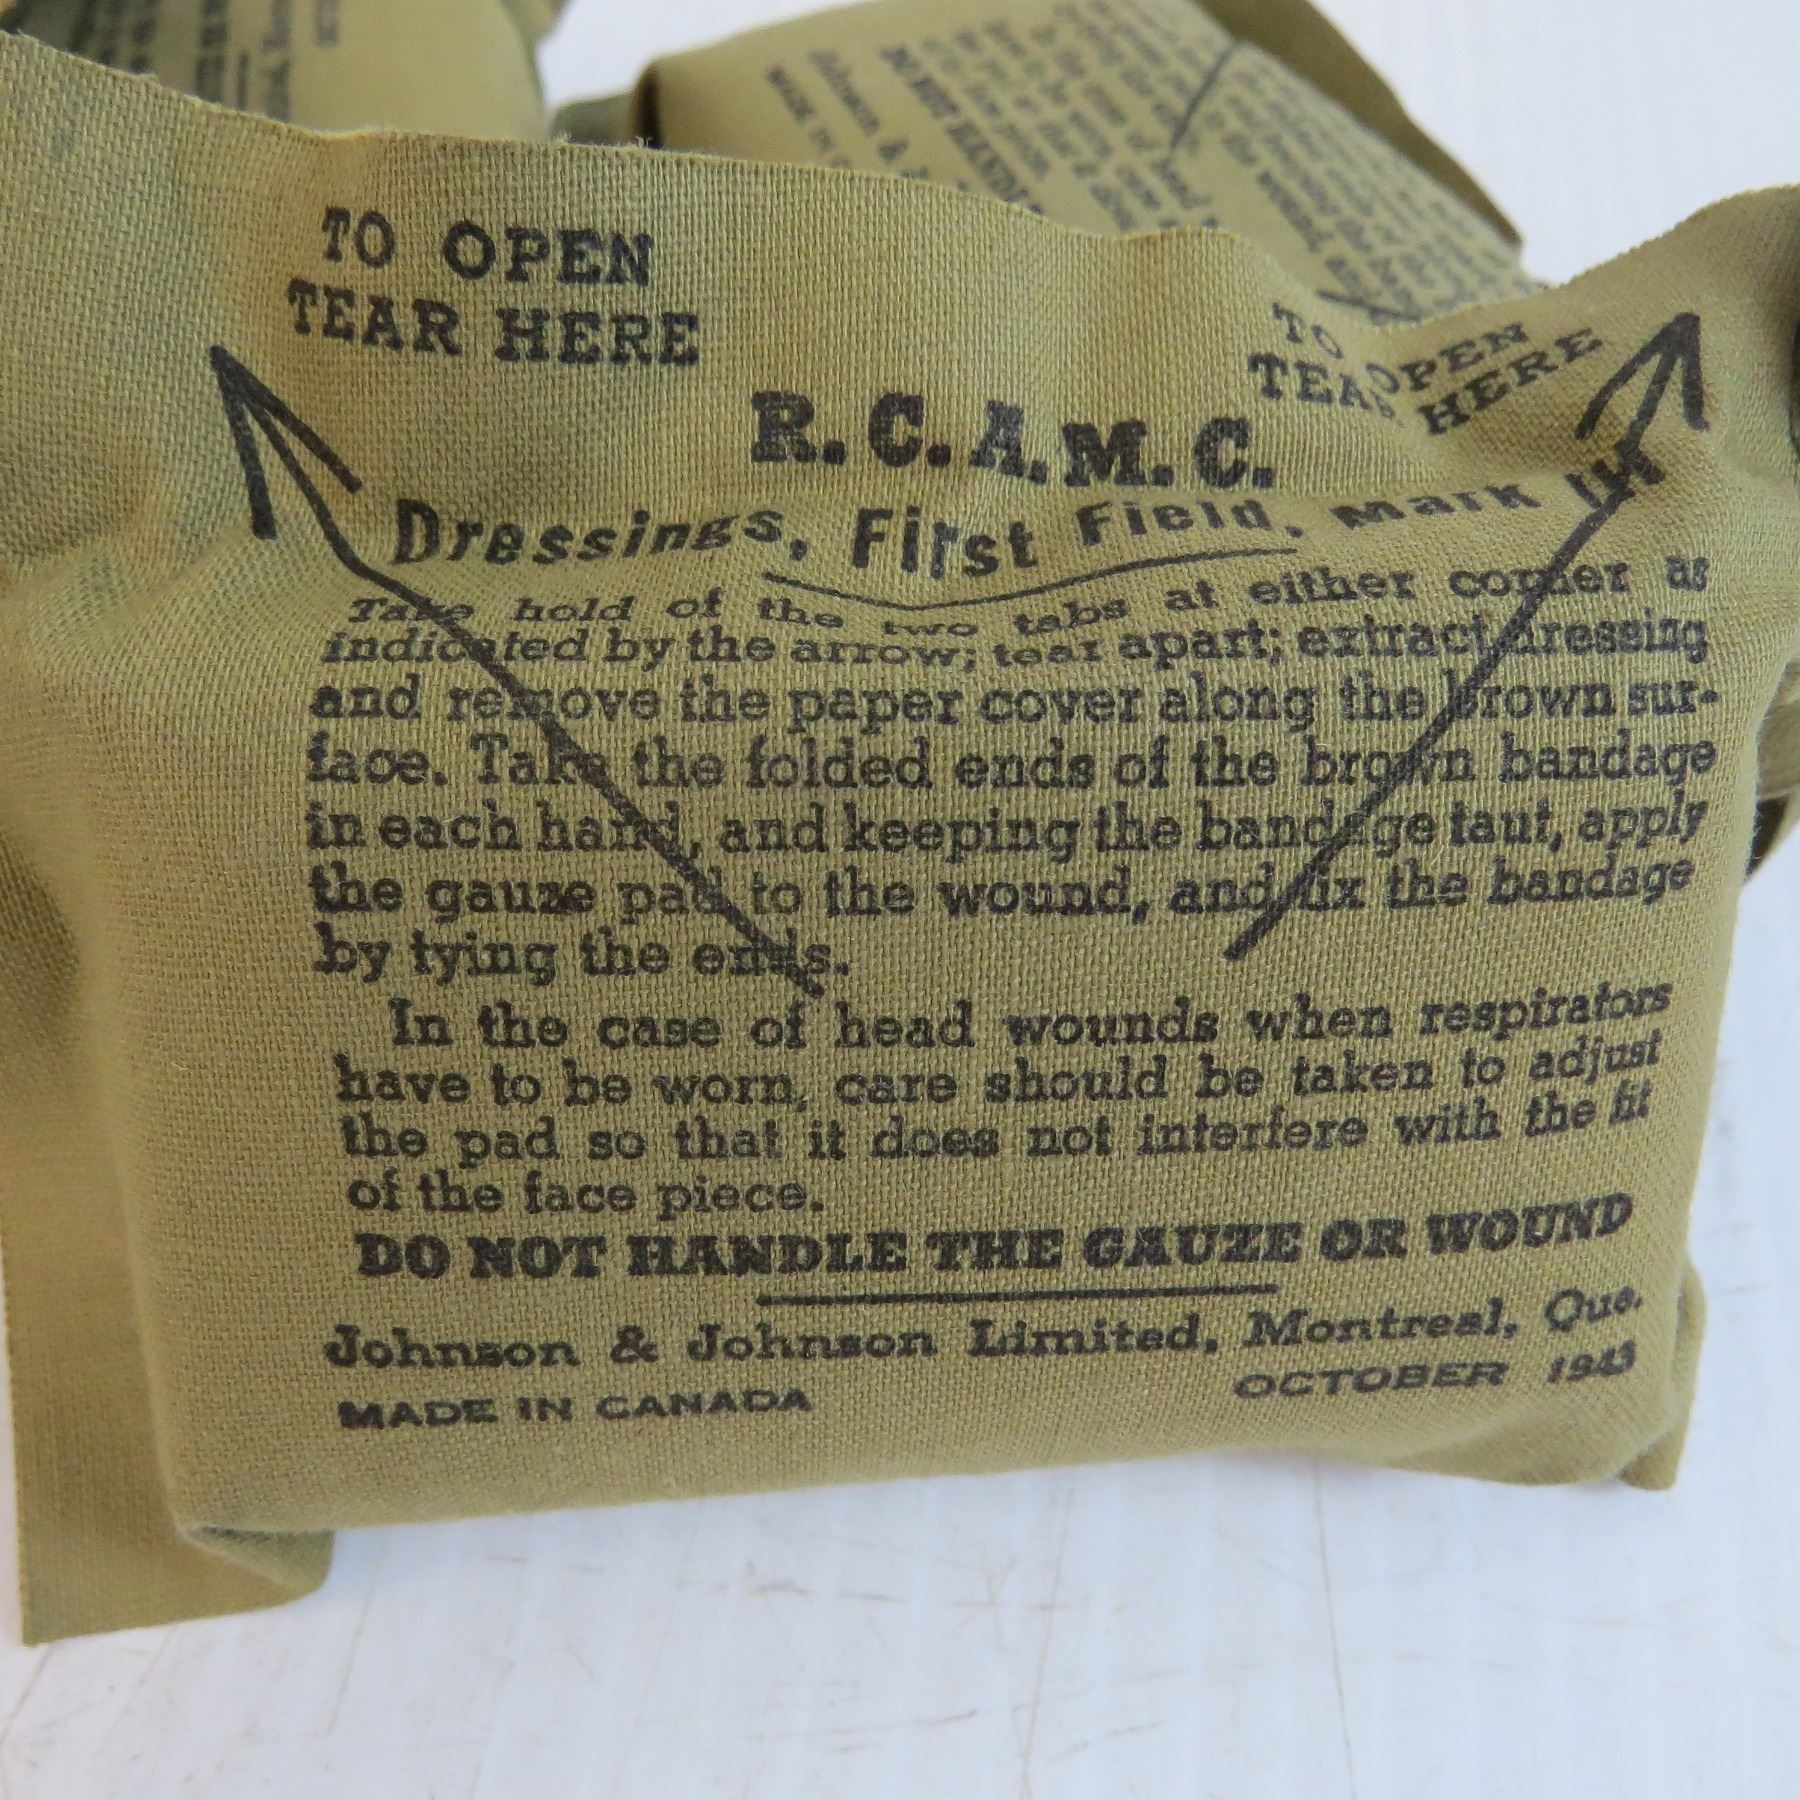 TO OPEN
TEAR HERE
TO OPEN
TEAR HERE
R.C.A.M.C.
Dressings, First Field, Mark III
Take hold of the two tabs at either corner as
indicated by the arrow; tear apart; extract dressing
and remove the paper cover along the brown sur-
face. Take the folded ends of the brown bandage
in each hand, and keeping the bandage taut, apply
the gauze pad to the wound, and fix the bandage
by tying the ends.
In the case of head wounds when respirators
have to be worn, care should be taken to adjust
the pad so that it does not interfere with the fit
of the face piece.
DO NOT HANDLE THE GAUZE OR WOUND
Johnson & Johnson Limited, Montreal, Que.
MADE IN CANADA OCTOBER 1943
Johnson &
MADE IN
DO NOT HANDLE